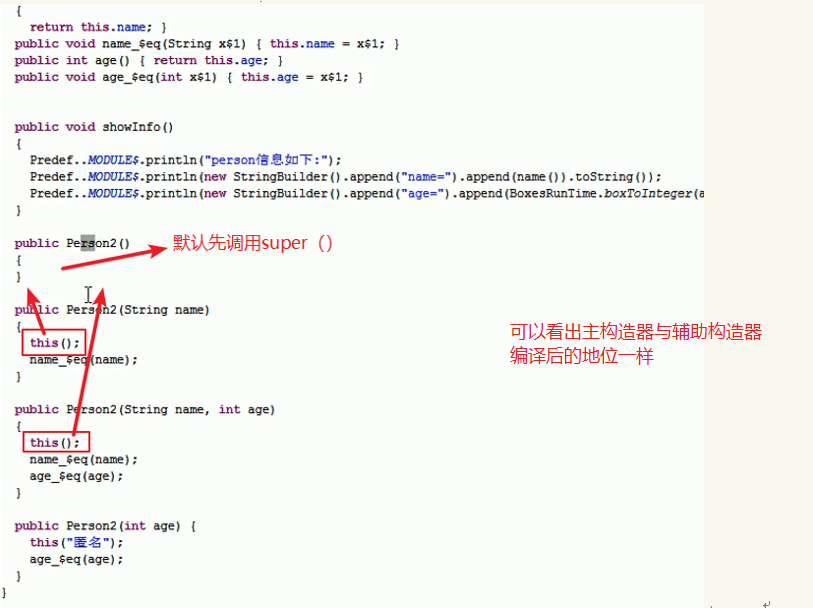 {
return this.name; }
public void name_$eq(String x$1) { this.name = x$1; }
public int age() { return this.age; }
public void age_$eq(int x$1) { this.age = x$1; }
public void showInfo()
{
Predef..MODULE$.println("person信息如下:");
Predef..MODULE$.println(new StringBuilder().append("name=").append(name()).toString());
Predef..MODULE$.println(new StringBuilder().append("age=").append(BoxesRunTime.boxToInteger(a
}
public Person2()
默认先调用super（）
{
}
public Person2(String name)
{
this();
name_$eq(name);
}
可以看出主构造器与辅助构造器
编译后的地位一样
public Person2(String name, int age)
{
this();
name_$eq(name);
age_$eq(age);
}
public Person2(int age) {
this("匿名");
age_$eq(age);
}
}